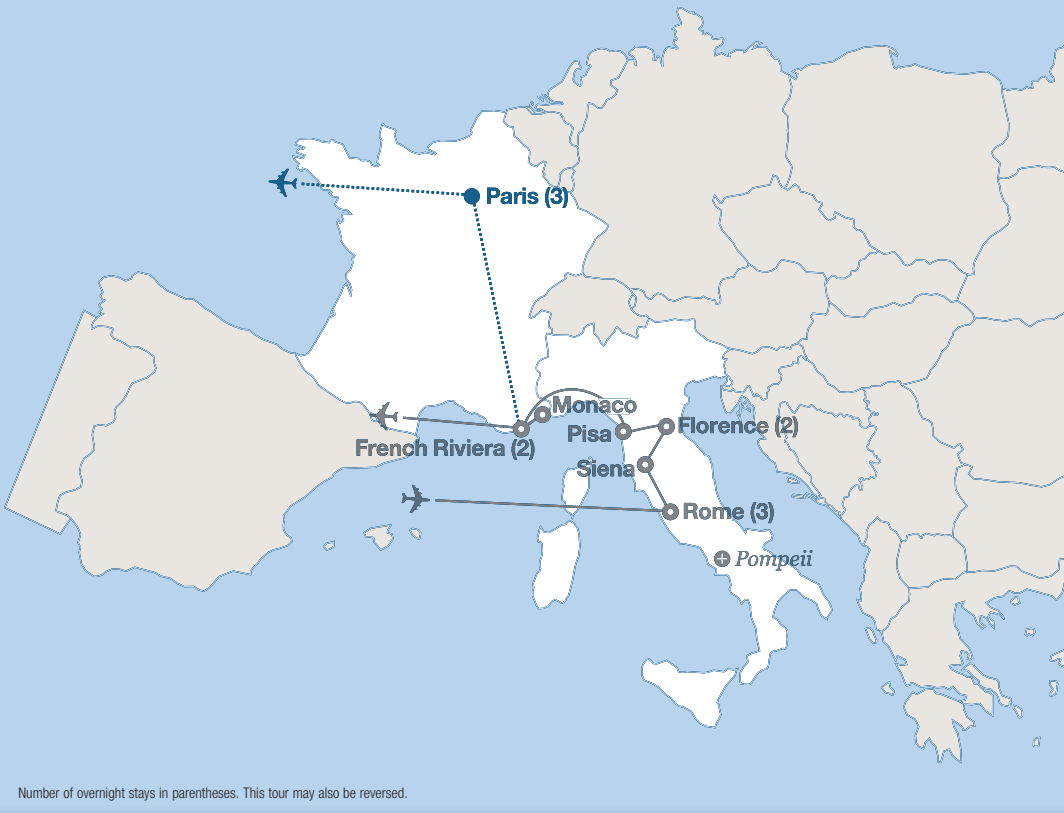 Paris (3)
Monaco
Florence (2)
Pisa
French Riviera (2)
Siena
Rome (3)
Pompeii
Number of overnight stays in parentheses. This tour may also be reversed.